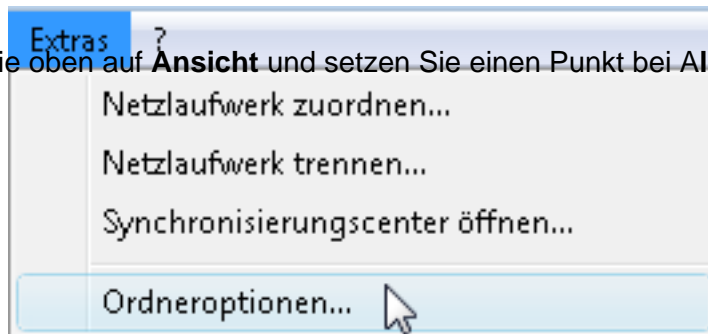 Extras ?
ie oben auf Ansicht und setzen Sie einen Punkt bei Al
Netzlaufwerk zuordnen...
Netzlaufwerk trennen...
Synchronisierungscenter öffnen...
Ordneroptionen...